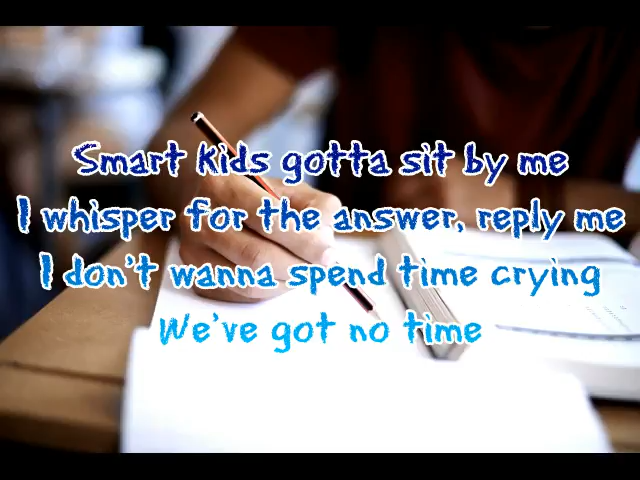 Smart kids gotta sit by me
I whisper for the answer, reply me
I don't wanna spend time crying
We've got no time